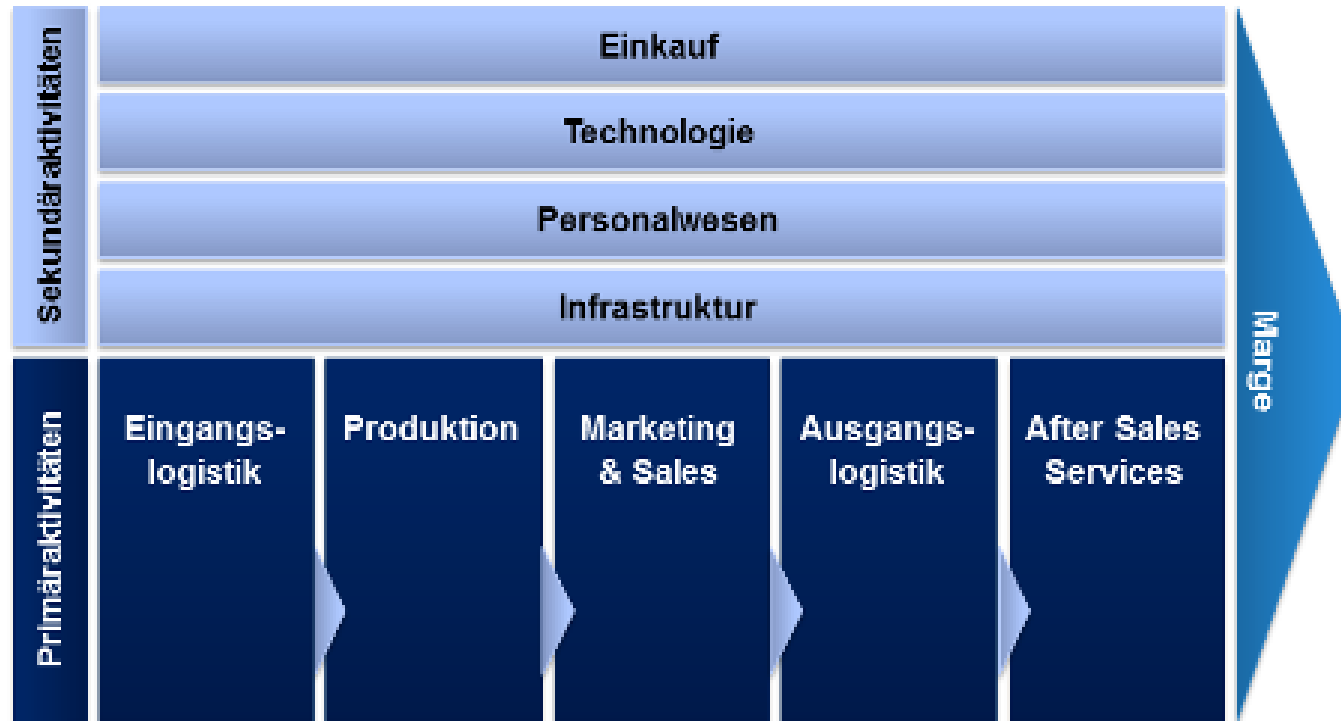 Sekundäraktivitäten
Einkauf
Technologie
Personalwesen
Infrastruktur
Primäraktivitäten
Eingangs-
logistik
Produktion
Marketing
& Sales
Ausgangs-
logistik
After Sales
Services
Marge